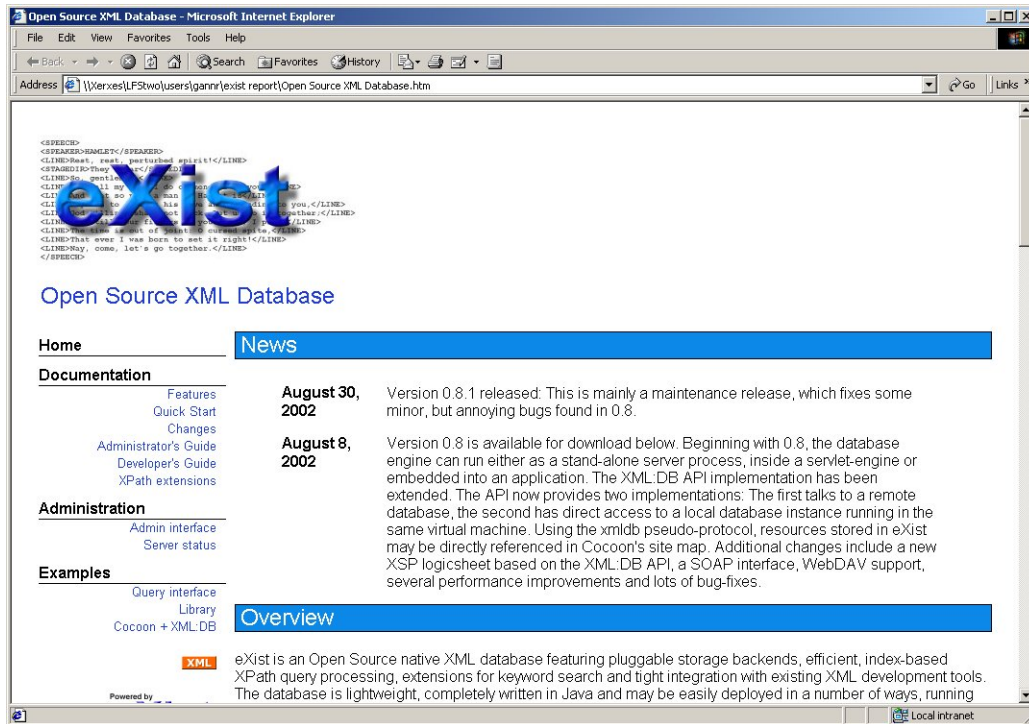 Open Source XML Database - Microsoft Internet Explorer
File Edit View Favorites Tools Help
Back Search Favorites History
Address \\Xerxes\LFStwo\users\gannr\exist report\Open Source XML Database.htm Go Links »
<SPEECH>
<SPEAKER>HAMLET</SPEAKER>
<LINE>Rest, rest, perturbed spirit!</LINE>
<STAGEDIR>They
<LINE>So, gentle
<LINE>The time is out of point: O cursed spite,</LINE>
<LINE>That ever I was born to set it right!</LINE>
<LINE>Nay, come, let's go together.</LINE>
</SPEECH>
eXist
Open Source XML Database
Home
Documentation
Features
Quick Start
Changes
Administrator's Guide
Developer's Guide
XPath extensions
Administration
Admin interface
Server status
Examples
Query interface
Library
Cocoon + XML:DB
XML
Powered by
News
August 30, 2002
Version 0.8.1 released: This is mainly a maintenance release, which fixes some
minor, but annoying bugs found in 0.8.
August 8, 2002
Version 0.8 is available for download below. Beginning with 0.8, the database
engine can run either as a stand-alone server process, inside a servlet-engine or
embedded into an application. The XML:DB API implementation has been
extended. The API now provides two implementations: The first talks to a remote
database, the second has direct access to a local database instance running in the
same virtual machine. Using the xmldb pseudo-protocol, resources stored in eXist
may be directly referenced in Cocoon's site map. Additional changes include a new
XSP logicsheet based on the XML:DB API, a SOAP interface, WebDAV support,
several performance improvements and lots of bug-fixes.
Overview
eXist is an Open Source native XML database featuring pluggable storage backends, efficient, index-based
XPath query processing, extensions for keyword search and tight integration with existing XML development tools.
The database is lightweight, completely written in Java and may be easily deployed in a number of ways, running
Local intranet